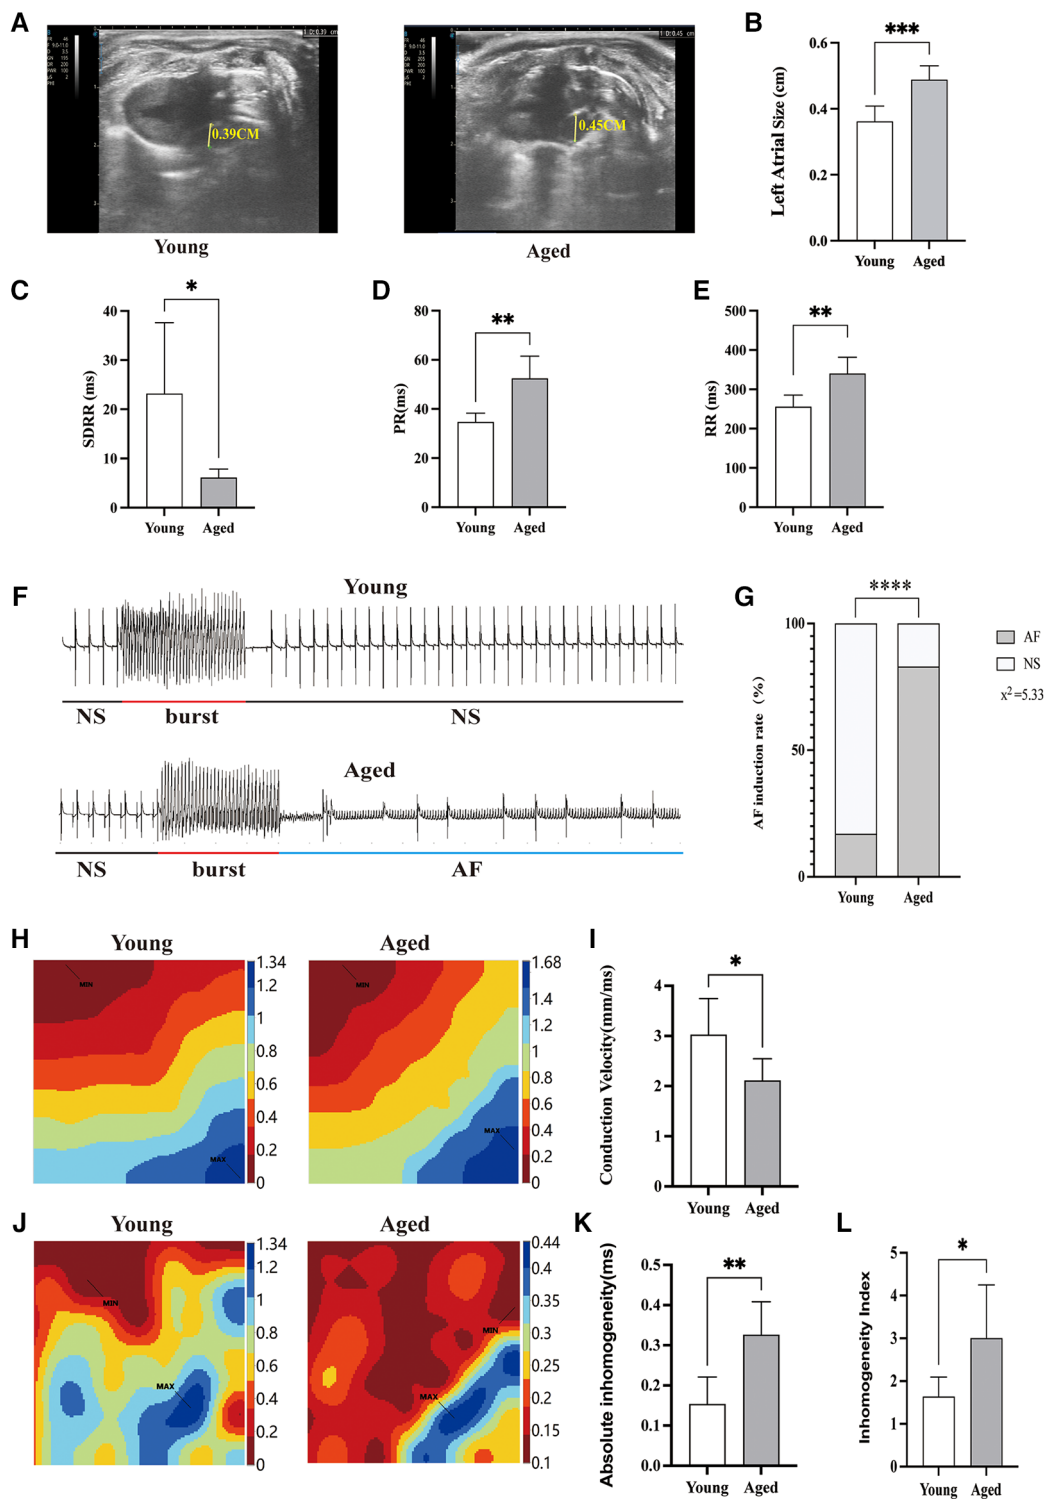 A
1 D: 0.39 cm
0.39CM
Young
1 D: 0.45 cm
0.45CM
Aged
B
***
Left Atrial Size (cm)
0.6
0.4
0.2
0.0
Young Aged
C
*
SDRR (ms)
40
30
20
10
0
Young Aged
D
**
PR(ms)
80
60
40
20
0
Young Aged
E
**
RR (ms)
500
400
300
200
100
0
Young Aged
F
Young
NS burst NS
Aged
NS burst AF
G
****
AF induction rate (%)
100
50
0
Young Aged
AF
NS
x²=5.33
H
Young
MIN
MAX
1.34
1.2
1
0.8
0.6
0.4
0.2
0
Aged
MIN
MAX
1.68
1.4
1.2
1
0.8
0.6
0.4
0.2
0
I
*
Conduction Velocity(mm/ms)
4
3
2
1
0
Young Aged
J
Young
MIN
MAX
1.34
1.2
1
0.8
0.6
0.4
0.2
0
Aged
MIN
MAX
0.44
0.4
0.35
0.3
0.25
0.2
0.15
0.1
K
**
Absolute inhomogeneity(ms)
0.5
0.4
0.3
0.2
0.1
0.0
Young Aged
L
*
Inhomogeneity Index
5
4
3
2
1
0
Young Aged